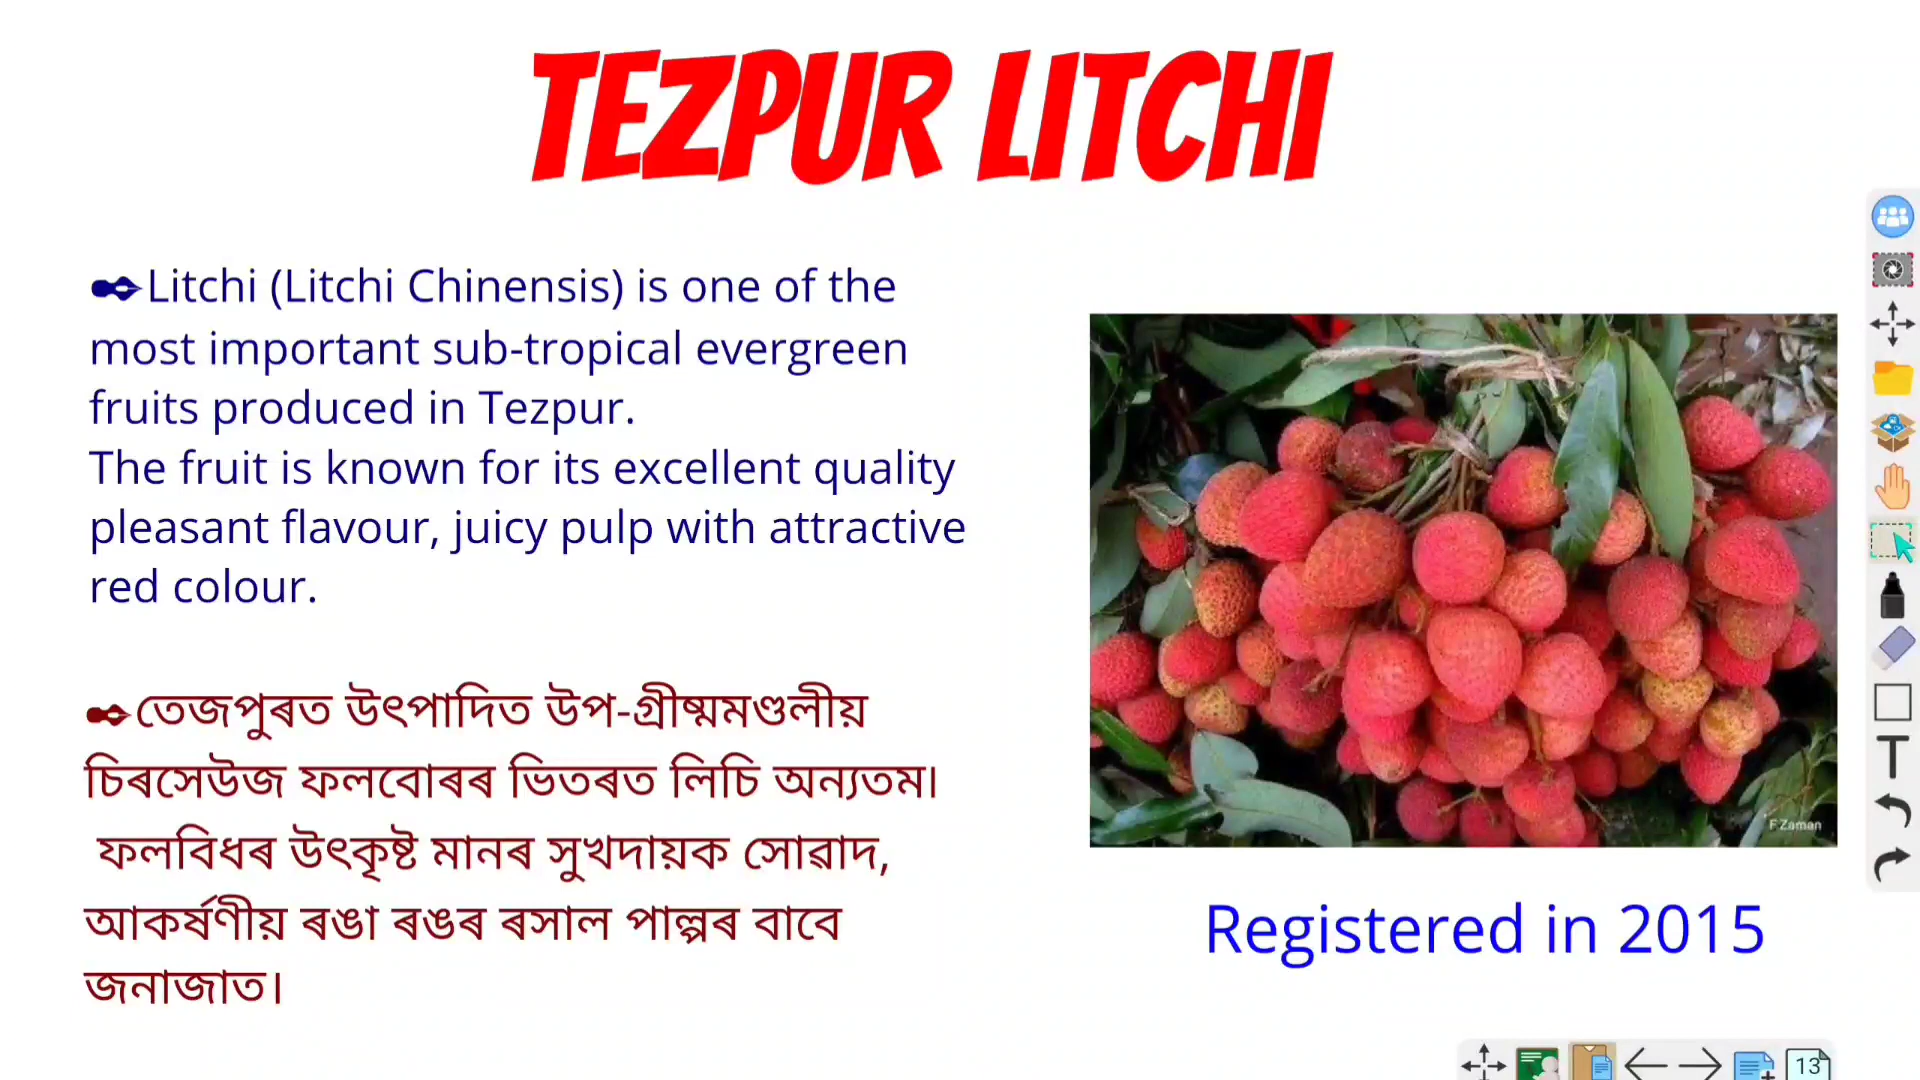 TEZPUR LITCHI
✒Litchi (Litchi Chinensis) is one of the
most important sub-tropical evergreen
fruits produced in Tezpur.
The fruit is known for its excellent quality
pleasant flavour, juicy pulp with attractive
red colour.
✒তেজপুৰত উৎপাদিত উপ-গ্ৰীষ্মমণ্ডলীয়
চিৰসেউজ ফলবোৰৰ ভিতৰত লিচি অন্যতম।
ফলবিধৰ উৎকৃষ্ট মানৰ সুখদায়ক সোৱাদ,
আকৰ্ষণীয় ৰঙা ৰঙৰ ৰসাল পাল্পৰ বাবে
জনাজাত।
F.Zaman
Registered in 2015
T
13